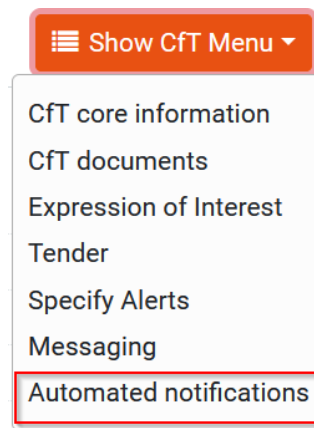 Show CfT Menu
CfT core information
CfT documents
Expression of Interest
Tender
Specify Alerts
Messaging
Automated notifications